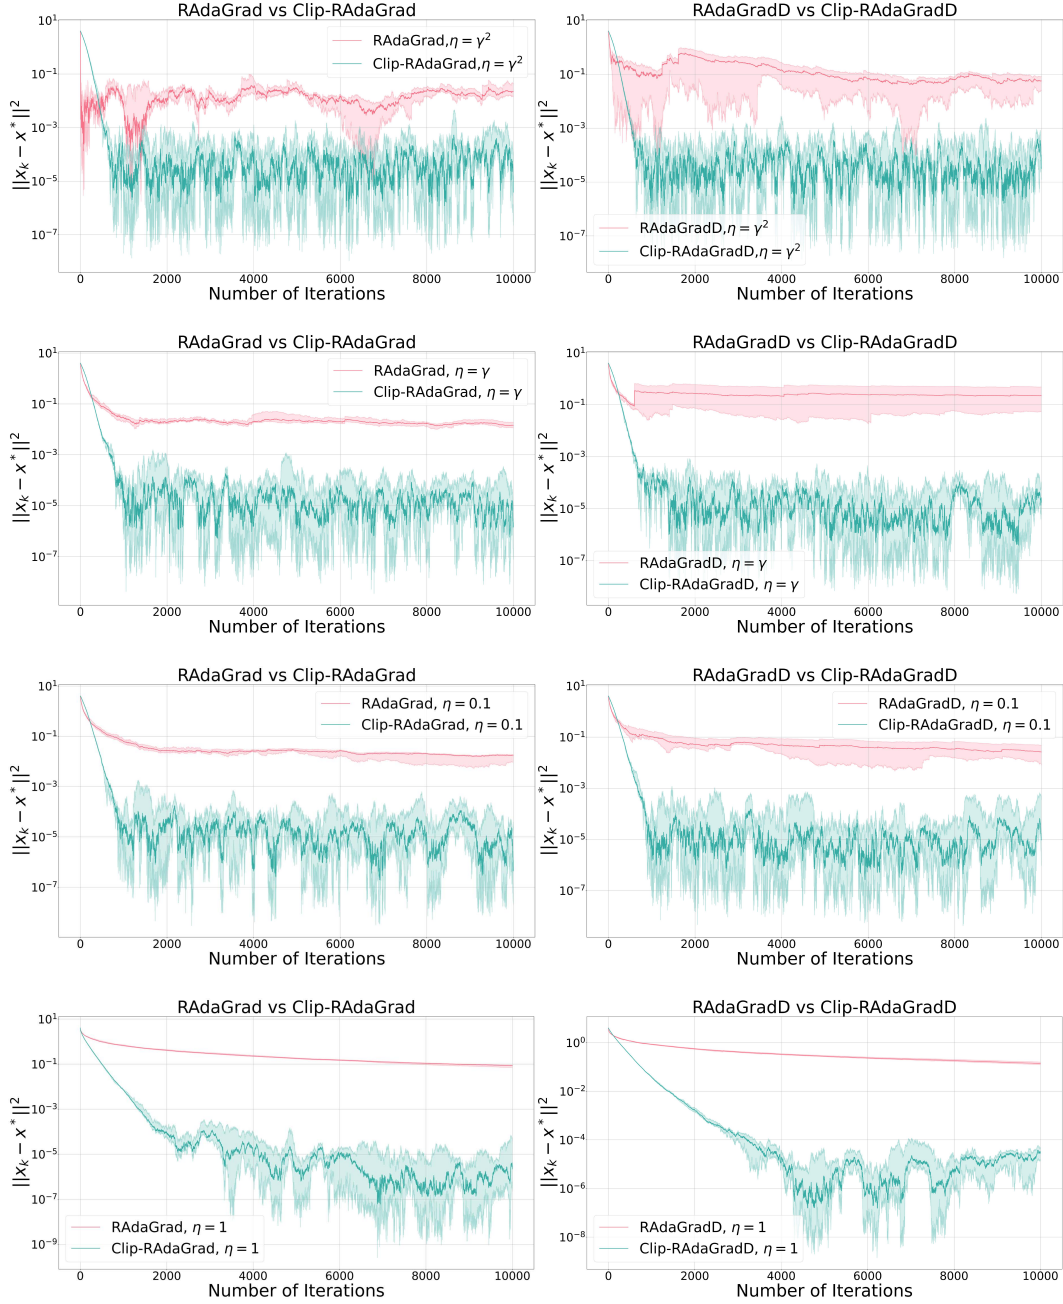 RAdaGrad vs Clip-RAdaGrad
10^1
10^-1
10^-3
10^-5
10^-7
||x_k − x^*||^2
RAdaGrad,η = γ^2
Clip-RAdaGrad,η = γ^2
0 2000 4000 6000 8000 10000
Number of Iterations
RAdaGradD vs Clip-RAdaGradD
10^1
10^-1
10^-3
10^-5
10^-7
||x_k − x^*||^2
RAdaGradD,η = γ^2
Clip-RAdaGradD,η = γ^2
0 2000 4000 6000 8000 10000
Number of Iterations
RAdaGrad vs Clip-RAdaGrad
10^1
10^-1
10^-3
10^-5
10^-7
||x_k − x^*||^2
RAdaGrad, η = γ
Clip-RAdaGrad, η = γ
0 2000 4000 6000 8000 10000
Number of Iterations
RAdaGradD vs Clip-RAdaGradD
10^1
10^-1
10^-3
10^-5
10^-7
||x_k − x^*||^2
RAdaGradD, η = γ
Clip-RAdaGradD, η = γ
0 2000 4000 6000 8000 10000
Number of Iterations
RAdaGrad vs Clip-RAdaGrad
10^1
10^-1
10^-3
10^-5
10^-7
||x_k − x^*||^2
RAdaGrad, η = 0.1
Clip-RAdaGrad, η = 0.1
0 2000 4000 6000 8000 10000
Number of Iterations
RAdaGradD vs Clip-RAdaGradD
10^1
10^-1
10^-3
10^-5
10^-7
||x_k − x^*||^2
RAdaGradD, η = 0.1
Clip-RAdaGradD, η = 0.1
0 2000 4000 6000 8000 10000
Number of Iterations
RAdaGrad vs Clip-RAdaGrad
10^1
10^-1
10^-3
10^-5
10^-7
10^-9
||x_k − x^*||^2
RAdaGrad, η = 1
Clip-RAdaGrad, η = 1
0 2000 4000 6000 8000 10000
Number of Iterations
RAdaGradD vs Clip-RAdaGradD
10^0
10^-2
10^-4
10^-6
10^-8
||x_k − x^*||^2
RAdaGradD, η = 1
Clip-RAdaGradD, η = 1
0 2000 4000 6000 8000 10000
Number of Iterations